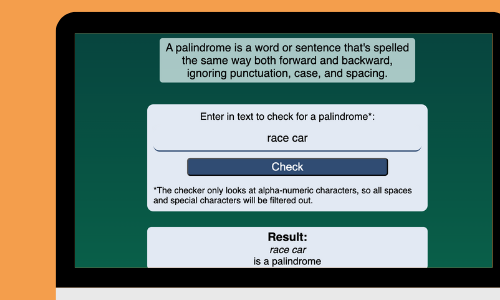 A palindrome is a word or sentence that's spelled
the same way both forward and backward,
ignoring punctuation, case, and spacing.
Enter in text to check for a palindrome*:
race car
Check
*The checker only looks at alpha-numeric characters, so all spaces
and special characters will be filtered out.
Result:
race car
is a palindrome